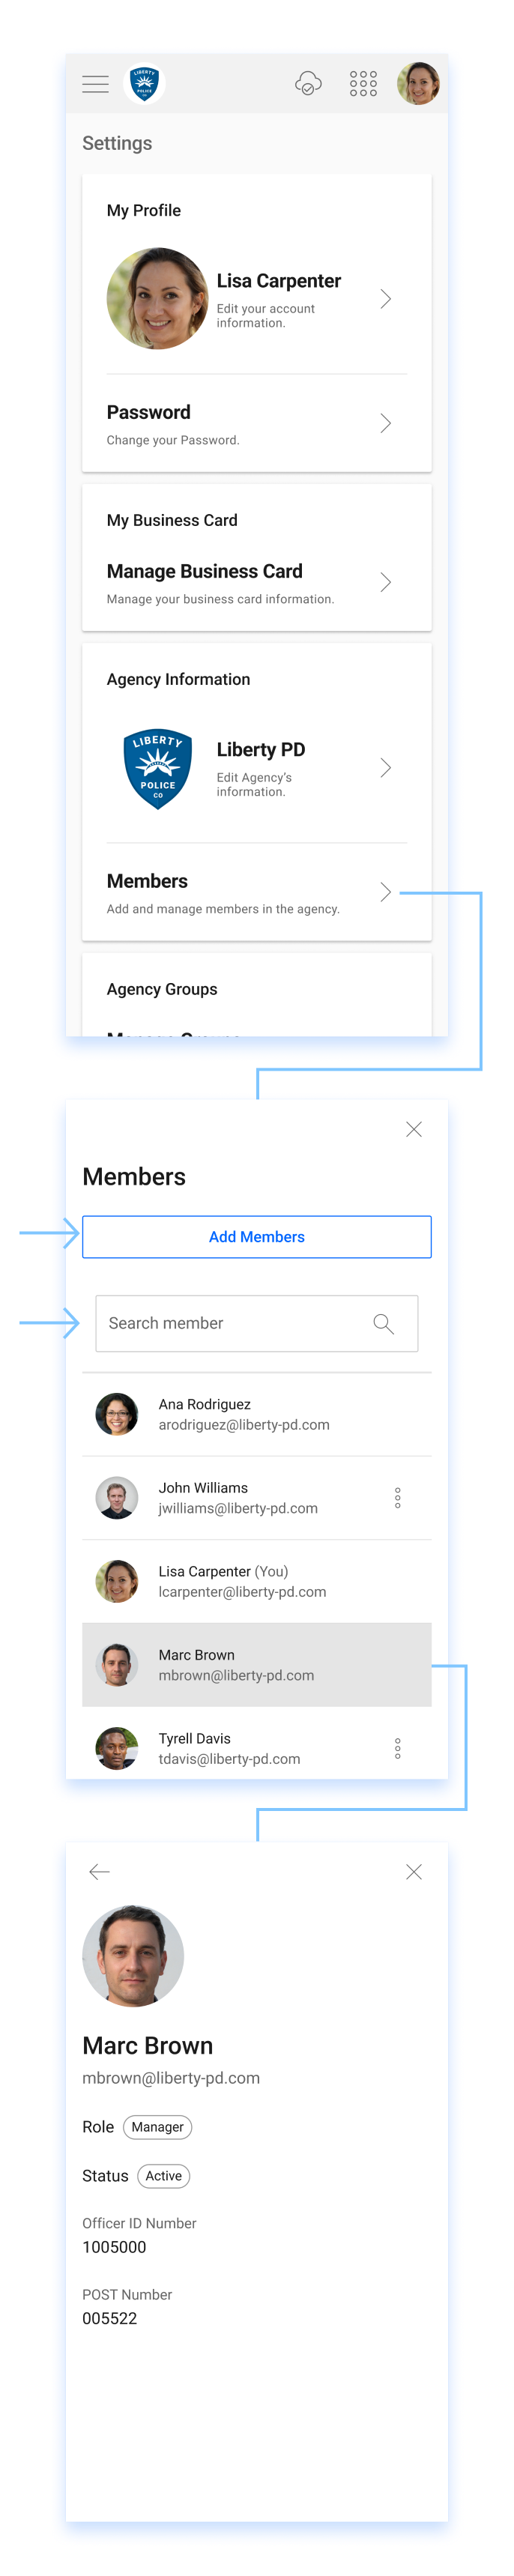 LIBERTY
POLICE
CO
Settings
My Profile
Lisa Carpenter
Edit your account
information.
Password
Change your Password.
My Business Card
Manage Business Card
Manage your business card information.
Agency Information
LIBERTY
POLICE
CO
Liberty PD
Edit Agency's
information.
Members
Add and manage members in the agency.
Agency Groups
Manage Groups
Members
Add Members
Search member
Ana Rodriguez
arodriguez@liberty-pd.com
John Williams
jwilliams@liberty-pd.com
Lisa Carpenter (You)
lcarpenter@liberty-pd.com
Marc Brown
mbrown@liberty-pd.com
Tyrell Davis
tdavis@liberty-pd.com
Marc Brown
mbrown@liberty-pd.com
Role Manager
Status Active
Officer ID Number
1005000
POST Number
005522